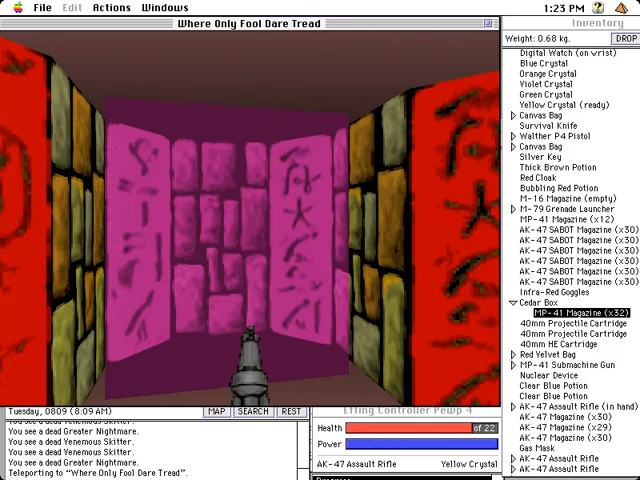 File Edit Actions Windows 1:23 PM
Where Only Fool Dare Tread
Inventory
Weight: 0.68 kg. DROP
Digital Watch (on wrist)
Blue Crystal
Orange Crystal
Violet Crystal
Green Crystal
Yellow Crystal (ready)
Canvas Bag
Survival Knife
Walther P4 Pistol
Canvas Bag
Silver Key
Thick Brown Potion
Red Cloak
Bubbling Red Potion
M-16 Magazine (empty)
M-79 Grenade Launcher
MP-41 Magazine (x12)
AK-47 SABOT Magazine (x30)
AK-47 SABOT Magazine (x30)
AK-47 SABOT Magazine (x30)
AK-47 SABOT Magazine (x30)
AK-47 SABOT Magazine (x30)
AK-47 SABOT Magazine (x30)
Infra-Red Goggles
Cedar Box
MP-41 Magazine (x32)
40mm Projectile Cartridge
40mm Projectile Cartridge
40mm HE Cartridge
Red Velvet Bag
MP-41 Submachine Gun
Nuclear Device
Clear Blue Potion
Clear Blue Potion
AK-47 Assault Rifle (in hand)
AK-47 Magazine (x30)
AK-47 Magazine (x29)
AK-47 Magazine (x30)
Gas Mask
AK-47 Assault Rifle
AK-47 Assault Rifle
Tuesday, 0809 (8:09 AM) MAP SEARCH REST
You see a dead Venemous Skitter.
You see a dead Greater Nightmare.
You see a dead Venemous Skitter.
You see a dead Venemous Skitter.
You see a dead Greater Nightmare.
Teleporting to "Where Only Fool Dare Tread".
Health of 22
Power
AK-47 Assault Rifle Yellow Crystal